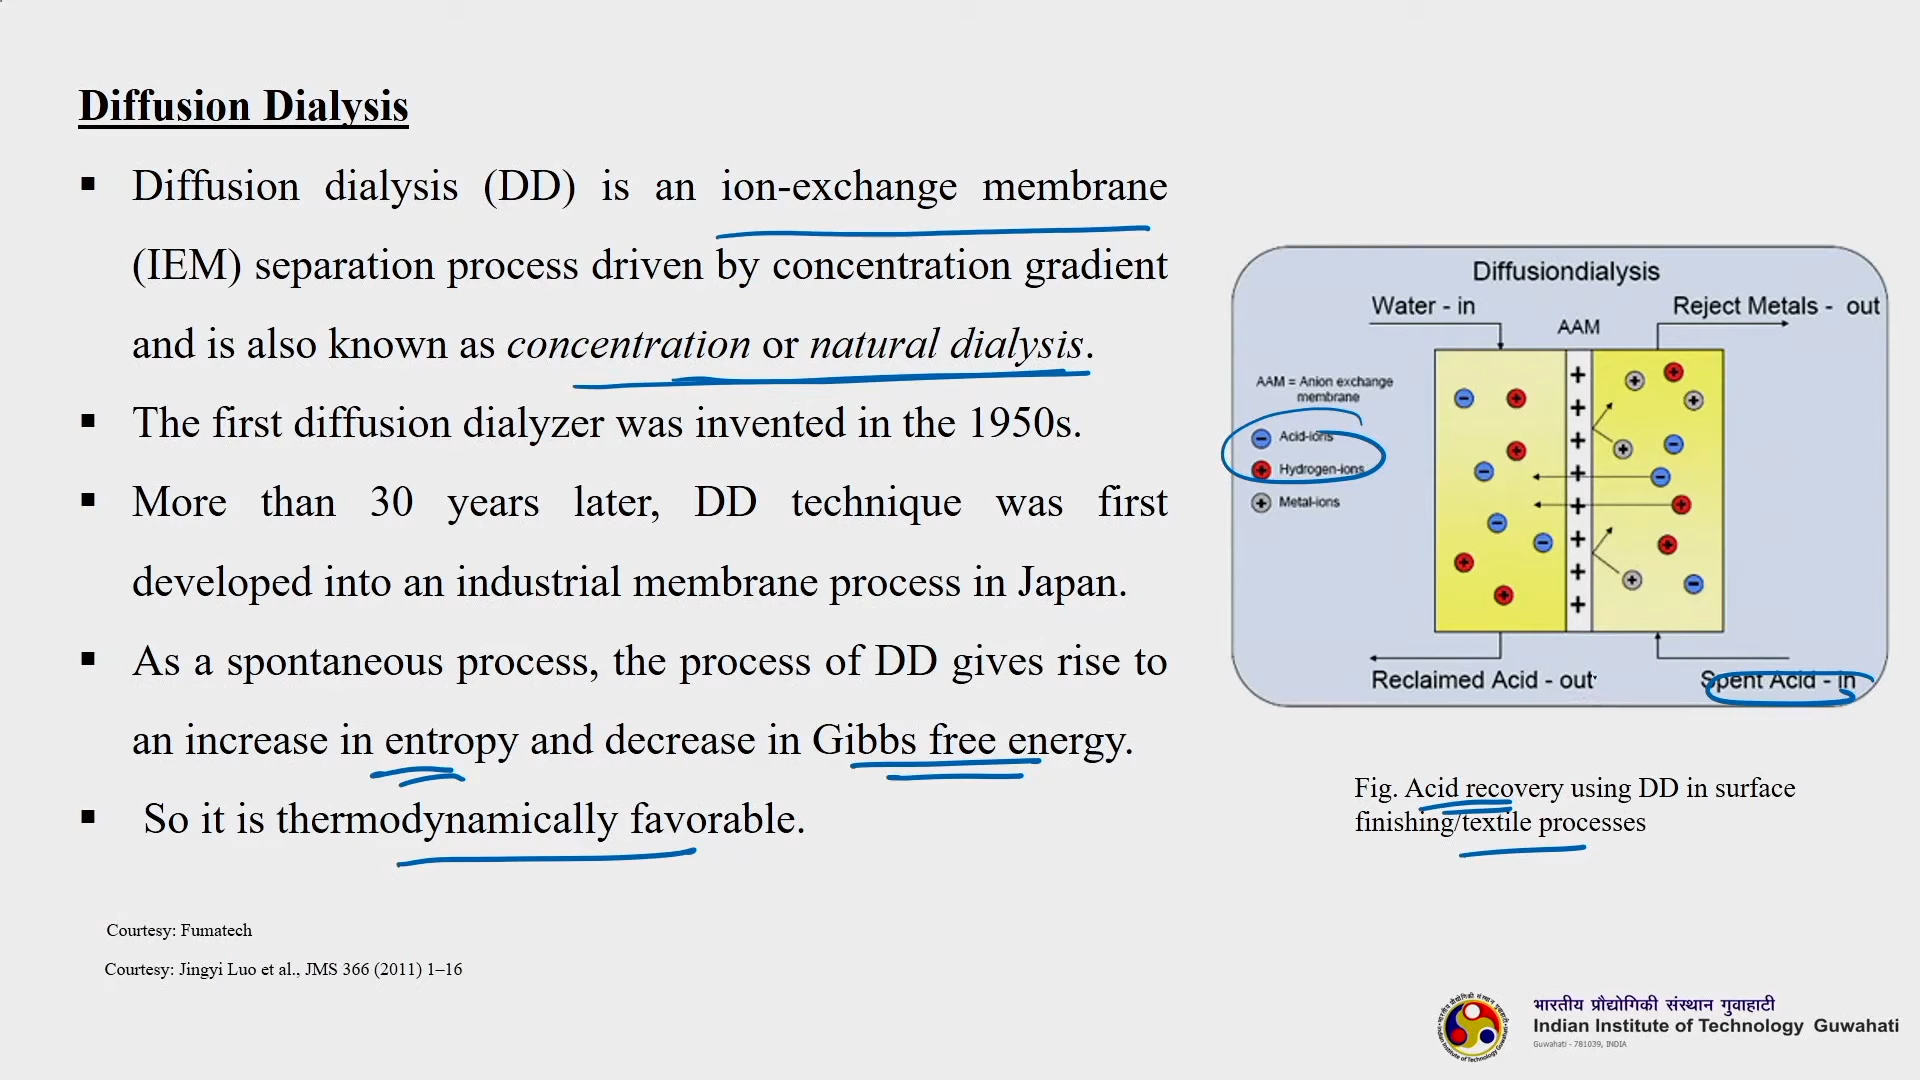 Diffusion Dialysis
▪ Diffusion dialysis (DD) is an ion-exchange membrane
(IEM) separation process driven by concentration gradient
and is also known as concentration or natural dialysis.
▪ The first diffusion dialyzer was invented in the 1950s.
▪ More than 30 years later, DD technique was first
developed into an industrial membrane process in Japan.
▪ As a spontaneous process, the process of DD gives rise to
an increase in entropy and decrease in Gibbs free energy.
▪ So it is thermodynamically favorable.
Courtesy: Fumatech
Courtesy: Jingyi Luo et al., JMS 366 (2011) 1–16
Diffusiondialysis
Water - in
Reject Metals - out
AAM
AAM = Anion exchange
membrane
Acid-ions
Hydrogen-ions
Metal-ions
Reclaimed Acid - out
Spent Acid - in
Fig. Acid recovery using DD in surface
finishing/textile processes
भारतीय प्रौद्योगिकी संस्थान गुवाहाटी
Indian Institute of Technology Guwahati
Guwahati - 781039, INDIA